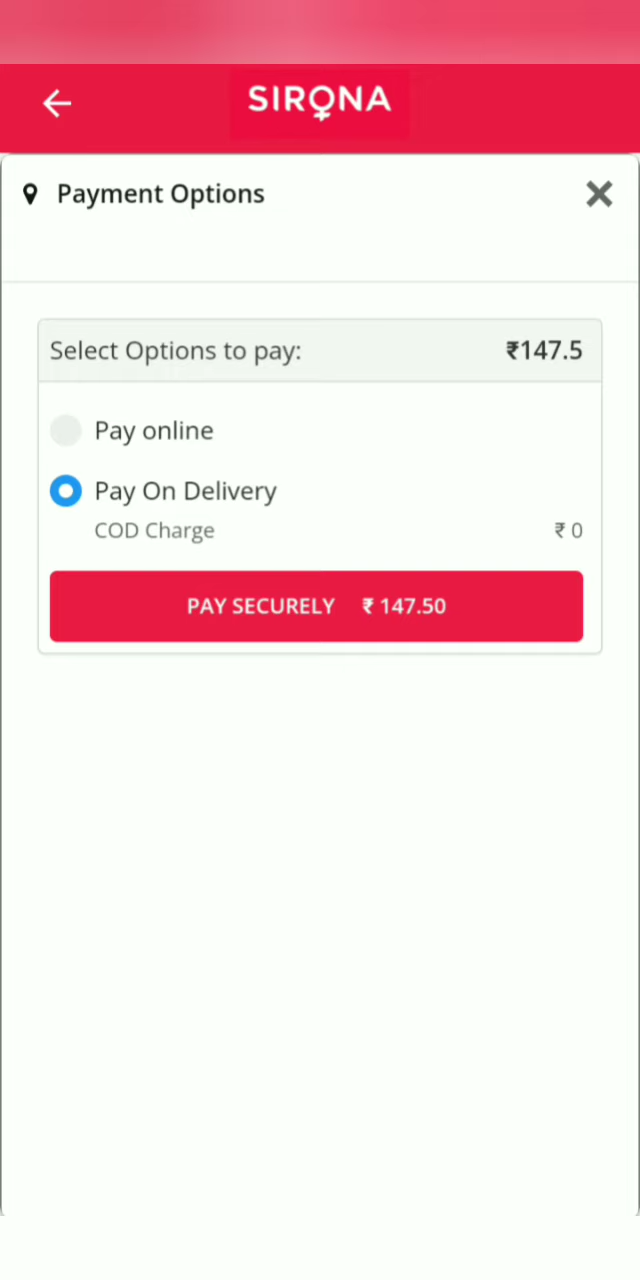 SIRONA
Payment Options
Select Options to pay: ₹147.5
Pay online
Pay On Delivery
COD Charge ₹ 0
PAY SECURELY ₹ 147.50